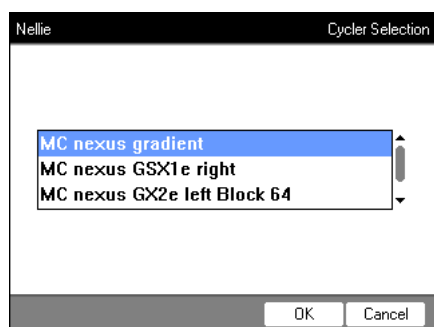 Nellie Cycler Selection
MC nexus gradient
MC nexus GSX1e right
MC nexus GX2e left Block 64
OK Cancel